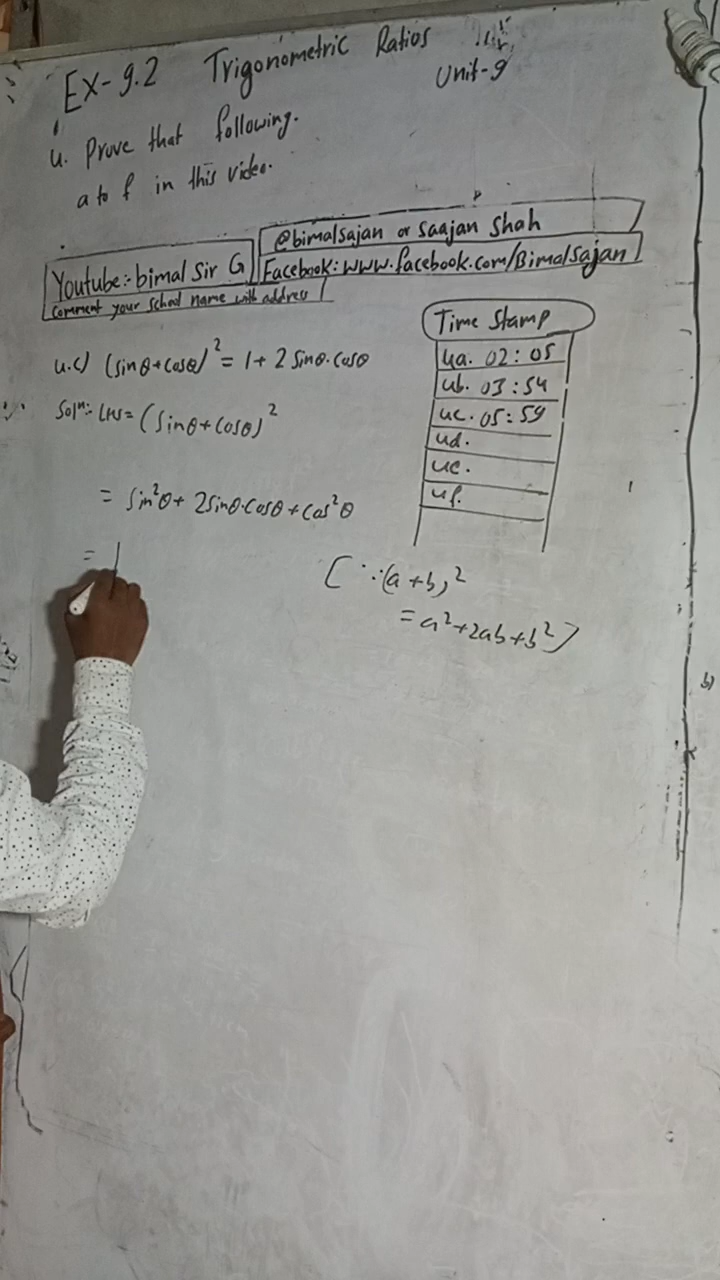 Ex-9.2 Trigonometric Ratios
Unit-9
4. Prove that following.
a to f in this video.
Youtube:- bimal Sir G
@bimalsajan or Saajan Shah
Facebook: www.facebook.com/Bimalsajan
Comment your school name with address
Time Stamp
4a. 02:05
4b. 03:54
4c. 05:59
4d.
4e.
4f.
4.c) (sinθ+cosθ)² = 1+2 sinθ.cosθ
Solⁿ:- LHS = (sinθ+cosθ)²
= sin²θ + 2sinθ.cosθ + cos²θ
[∵(a+b)²
= a²+2ab+b²]
= 1
b)